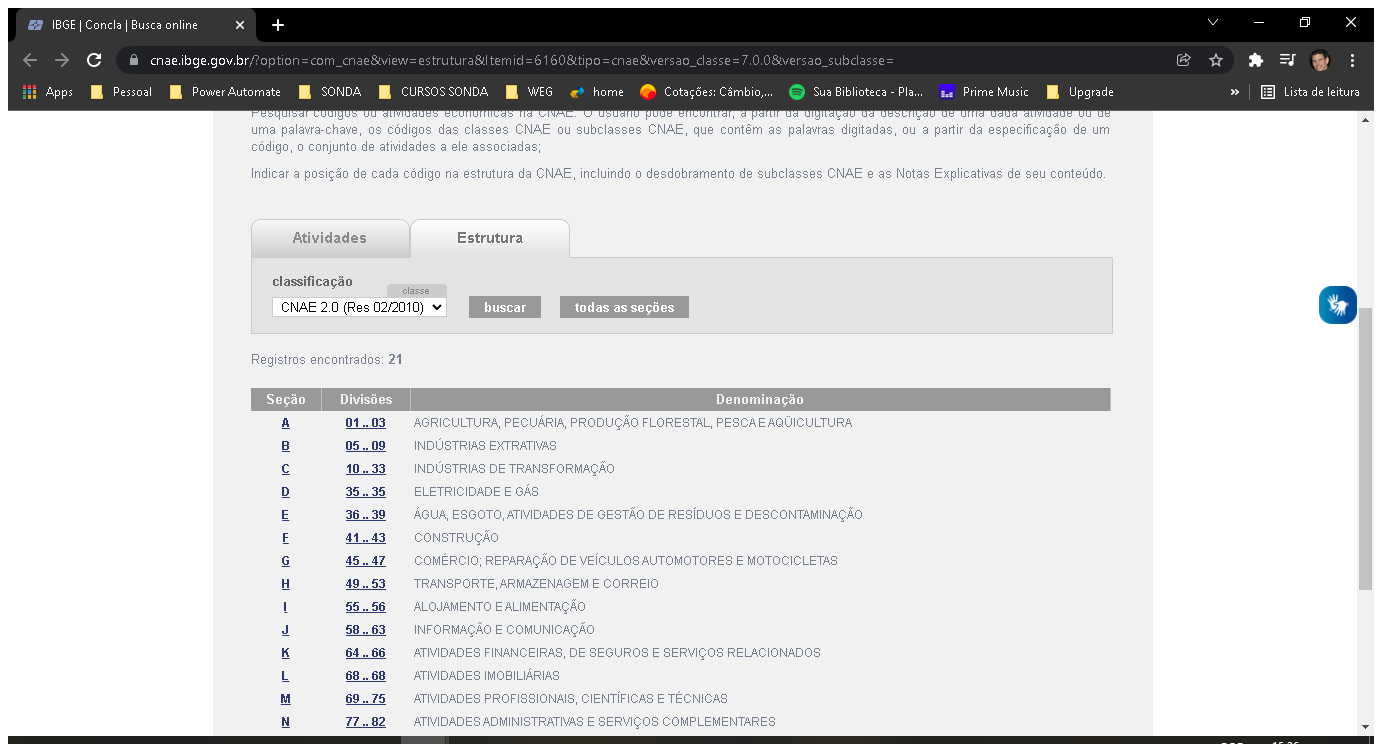 IBGE | Concla | Busca online
cnae.ibge.gov.br/?option=com_cnae&view=estrutura&Itemid=6160&tipo=cnae&versao_classe=7.0.0&versao_subclasse=
Apps Pessoal Power Automate SONDA CURSOS SONDA WEG home Cotações: Câmbio,... Sua Biblioteca - Pla... Prime Music Upgrade » Lista de leitura
Pesquisar códigos ou atividades econômicas na CNAE. O usuário pode encontrar, a partir da digitação da descrição de uma dada atividade ou de
uma palavra-chave, os códigos das classes CNAE ou subclasses CNAE, que contêm as palavras digitadas, ou a partir da especificação de um
código, o conjunto de atividades a ele associadas;
Indicar a posição de cada código na estrutura da CNAE, incluindo o desdobramento de subclasses CNAE e as Notas Explicativas de seu conteúdo.
Atividades Estrutura
classificação
classe
CNAE 2.0 (Res 02/2010) buscar todas as seções
Registros encontrados: 21
Seção Divisões Denominação
A 01 .. 03 AGRICULTURA, PECUÁRIA, PRODUÇÃO FLORESTAL, PESCA E AQÜICULTURA
B 05 .. 09 INDÚSTRIAS EXTRATIVAS
C 10 .. 33 INDÚSTRIAS DE TRANSFORMAÇÃO
D 35 .. 35 ELETRICIDADE E GÁS
E 36 .. 39 ÁGUA, ESGOTO, ATIVIDADES DE GESTÃO DE RESÍDUOS E DESCONTAMINAÇÃO
F 41 .. 43 CONSTRUÇÃO
G 45 .. 47 COMÉRCIO; REPARAÇÃO DE VEÍCULOS AUTOMOTORES E MOTOCICLETAS
H 49 .. 53 TRANSPORTE, ARMAZENAGEM E CORREIO
I 55 .. 56 ALOJAMENTO E ALIMENTAÇÃO
J 58 .. 63 INFORMAÇÃO E COMUNICAÇÃO
K 64 .. 66 ATIVIDADES FINANCEIRAS, DE SEGUROS E SERVIÇOS RELACIONADOS
L 68 .. 68 ATIVIDADES IMOBILIÁRIAS
M 69 .. 75 ATIVIDADES PROFISSIONAIS, CIENTÍFICAS E TÉCNICAS
N 77 .. 82 ATIVIDADES ADMINISTRATIVAS E SERVIÇOS COMPLEMENTARES